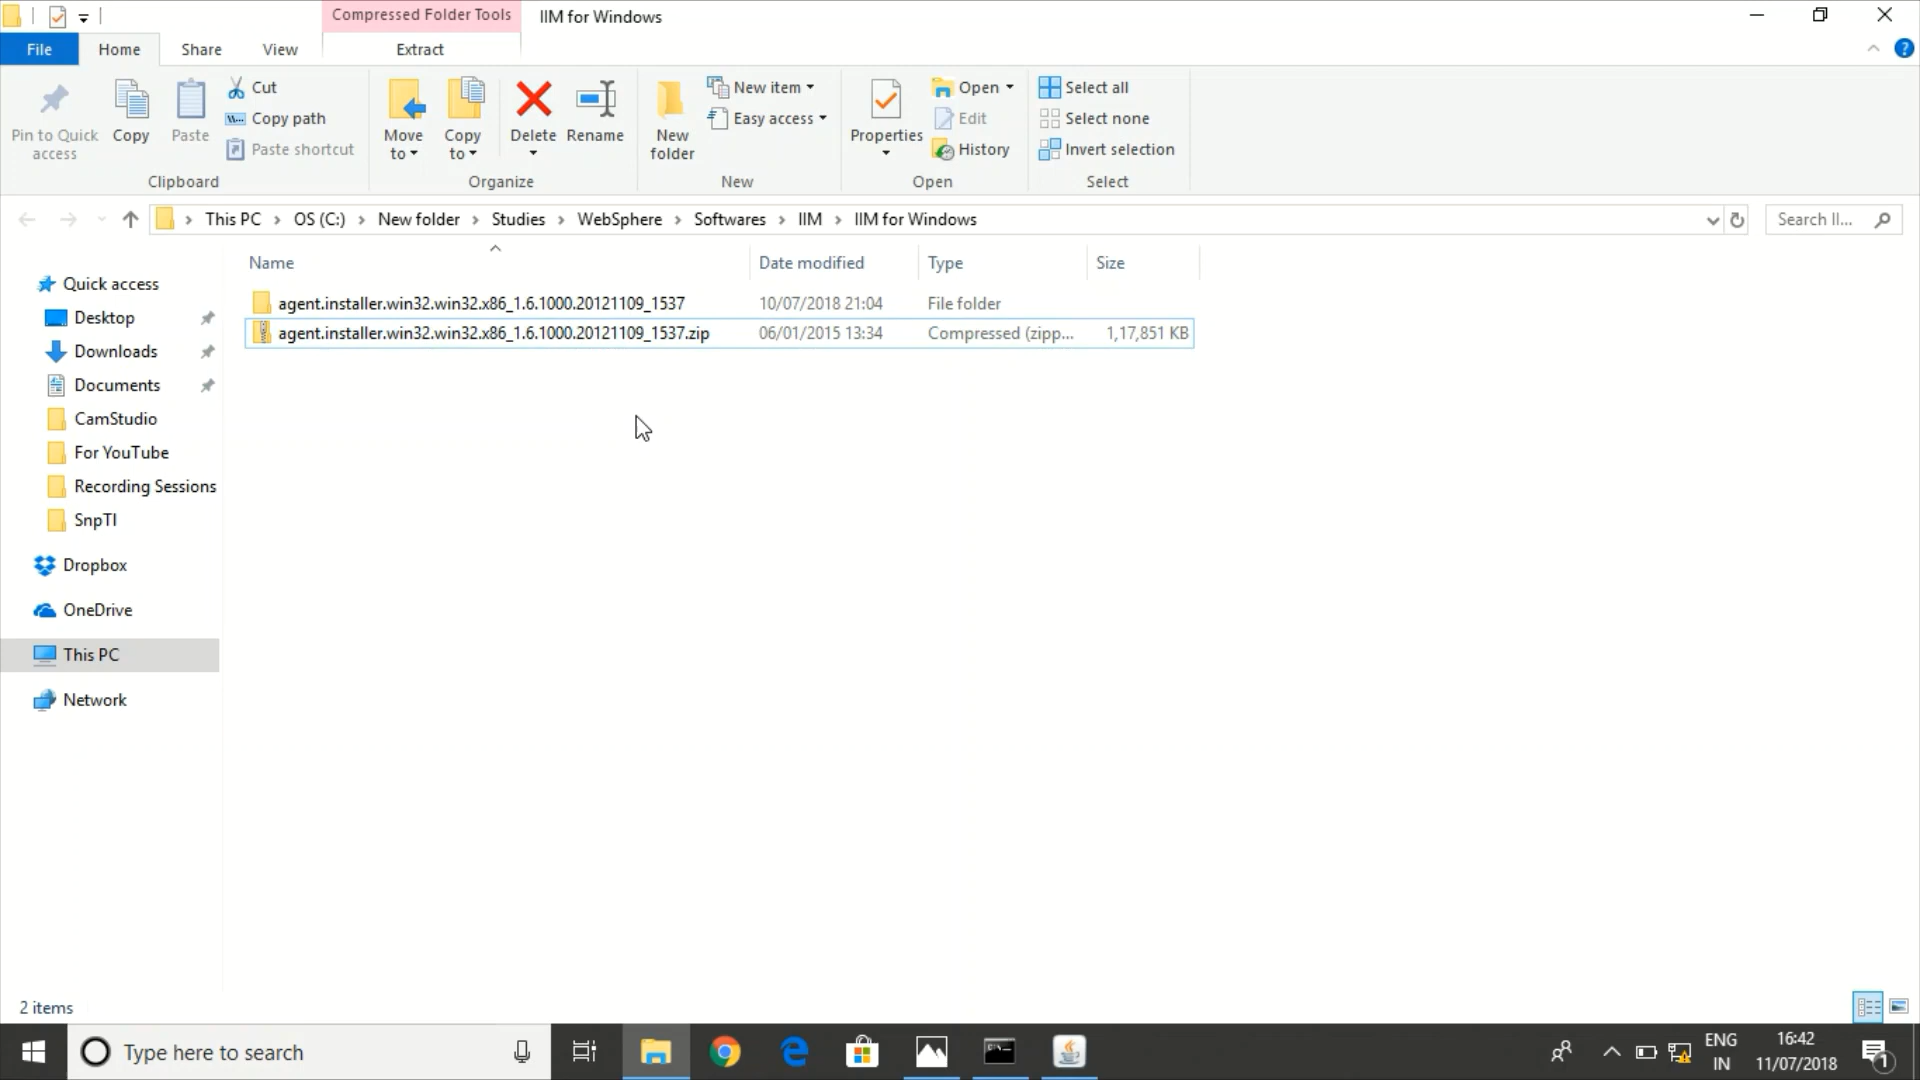 Compressed Folder Tools
IIM for Windows
File
Home
Share
View
Extract
?
Pin to Quick
access
Copy
Paste
Cut
Copy path
Paste shortcut
Clipboard
Move
to
Copy
to
Delete
Rename
Organize
New
folder
New item
Easy access
New
Properties
Open
Edit
History
Open
Select all
Select none
Invert selection
Select
This PC > OS (C:) > New folder > Studies > WebSphere > Softwares > IIM > IIM for Windows
Search II...
Name
Date modified
Type
Size
agent.installer.win32.win32.x86_1.6.1000.20121109_1537 10/07/2018 21:04 File folder
agent.installer.win32.win32.x86_1.6.1000.20121109_1537.zip 06/01/2015 13:34 Compressed (zipp... 1,17,851 KB
Quick access
Desktop
Downloads
Documents
CamStudio
For YouTube
Recording Sessions
SnpTI
Dropbox
OneDrive
This PC
Network
2 items
Type here to search
ENG
IN
16:42
11/07/2018
1